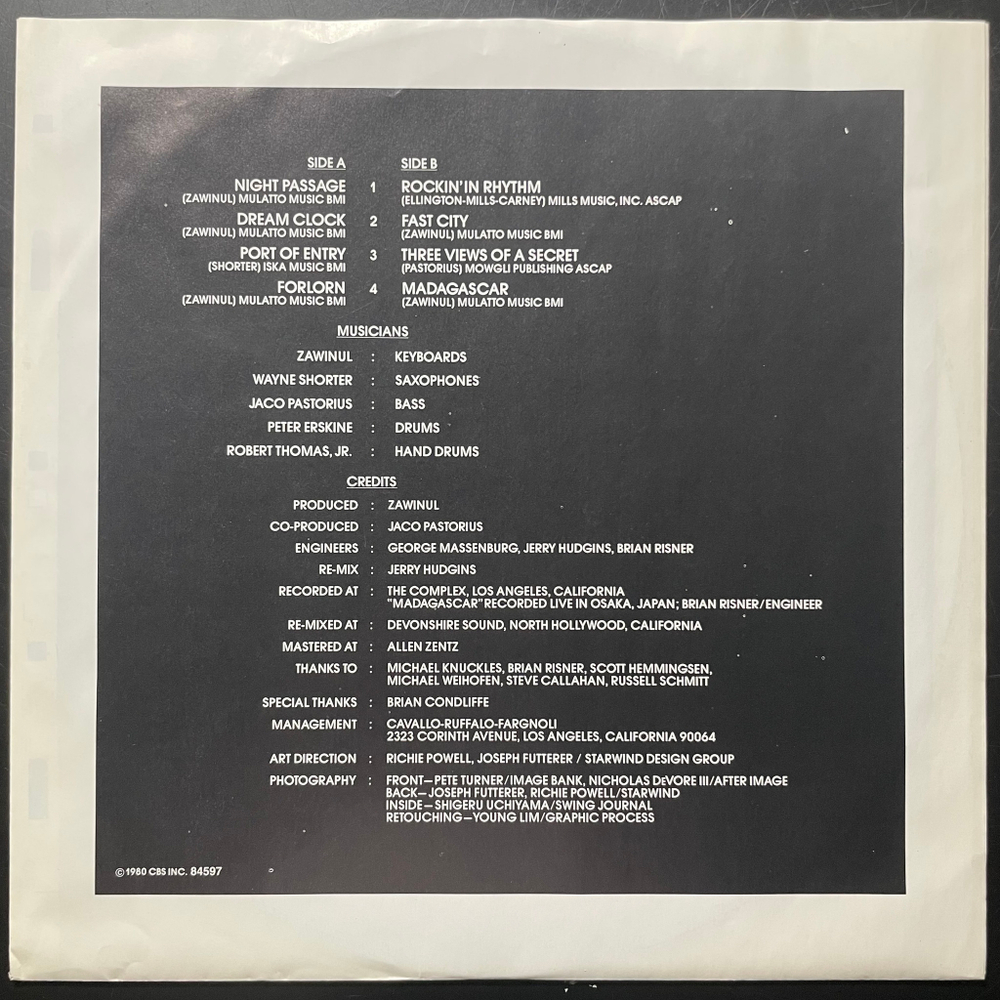 SIDE A SIDE B
NIGHT PASSAGE 1 ROCKIN' IN RHYTHM
(ZAWINUL) MULATTO MUSIC BMI (ELLINGTON-MILLS-CARNEY) MILLS MUSIC, INC. ASCAP
DREAM CLOCK 2 FAST CITY
(ZAWINUL) MULATTO MUSIC BMI (ZAWINUL) MULATTO MUSIC BMI
PORT OF ENTRY 3 THREE VIEWS OF A SECRET
(SHORTER) ISKA MUSIC BMI (PASTORIUS) MOWGLI PUBLISHING ASCAP
FORLORN 4 MADAGASCAR
(ZAWINUL) MULATTO MUSIC BMI (ZAWINUL) MULATTO MUSIC BMI
MUSICIANS
ZAWINUL : KEYBOARDS
WAYNE SHORTER : SAXOPHONES
JACO PASTORIUS : BASS
PETER ERSKINE : DRUMS
ROBERT THOMAS, JR. : HAND DRUMS
CREDITS
PRODUCED : ZAWINUL
CO-PRODUCED : JACO PASTORIUS
ENGINEERS : GEORGE MASSENBURG, JERRY HUDGINS, BRIAN RISNER
RE-MIX : JERRY HUDGINS
RECORDED AT : THE COMPLEX, LOS ANGELES, CALIFORNIA
"MADAGASCAR" RECORDED LIVE IN OSAKA, JAPAN; BRIAN RISNER/ENGINEER
RE-MIXED AT : DEVONSHIRE SOUND, NORTH HOLLYWOOD, CALIFORNIA
MASTERED AT : ALLEN ZENTZ
THANKS TO : MICHAEL KNUCKLES, BRIAN RISNER, SCOTT HEMMINGSEN,
MICHAEL WEIHOFEN, STEVE CALLAHAN, RUSSELL SCHMITT
SPECIAL THANKS : BRIAN CONDLIFFE
MANAGEMENT : CAVALLO-RUFFALO-FARGNOLI
2323 CORINTH AVENUE, LOS ANGELES, CALIFORNIA 90064
ART DIRECTION : RICHIE POWELL, JOSEPH FUTTERER / STARWIND DESIGN GROUP
PHOTOGRAPHY : FRONT—PETE TURNER/IMAGE BANK, NICHOLAS DEVORE III/AFTER IMAGE
BACK—JOSEPH FUTTERER, RICHIE POWELL/STARWIND
INSIDE—SHIGERU UCHIYAMA/SWING JOURNAL
RETOUCHING—YOUNG LIM/GRAPHIC PROCESS
© 1980 CBS INC. 84597